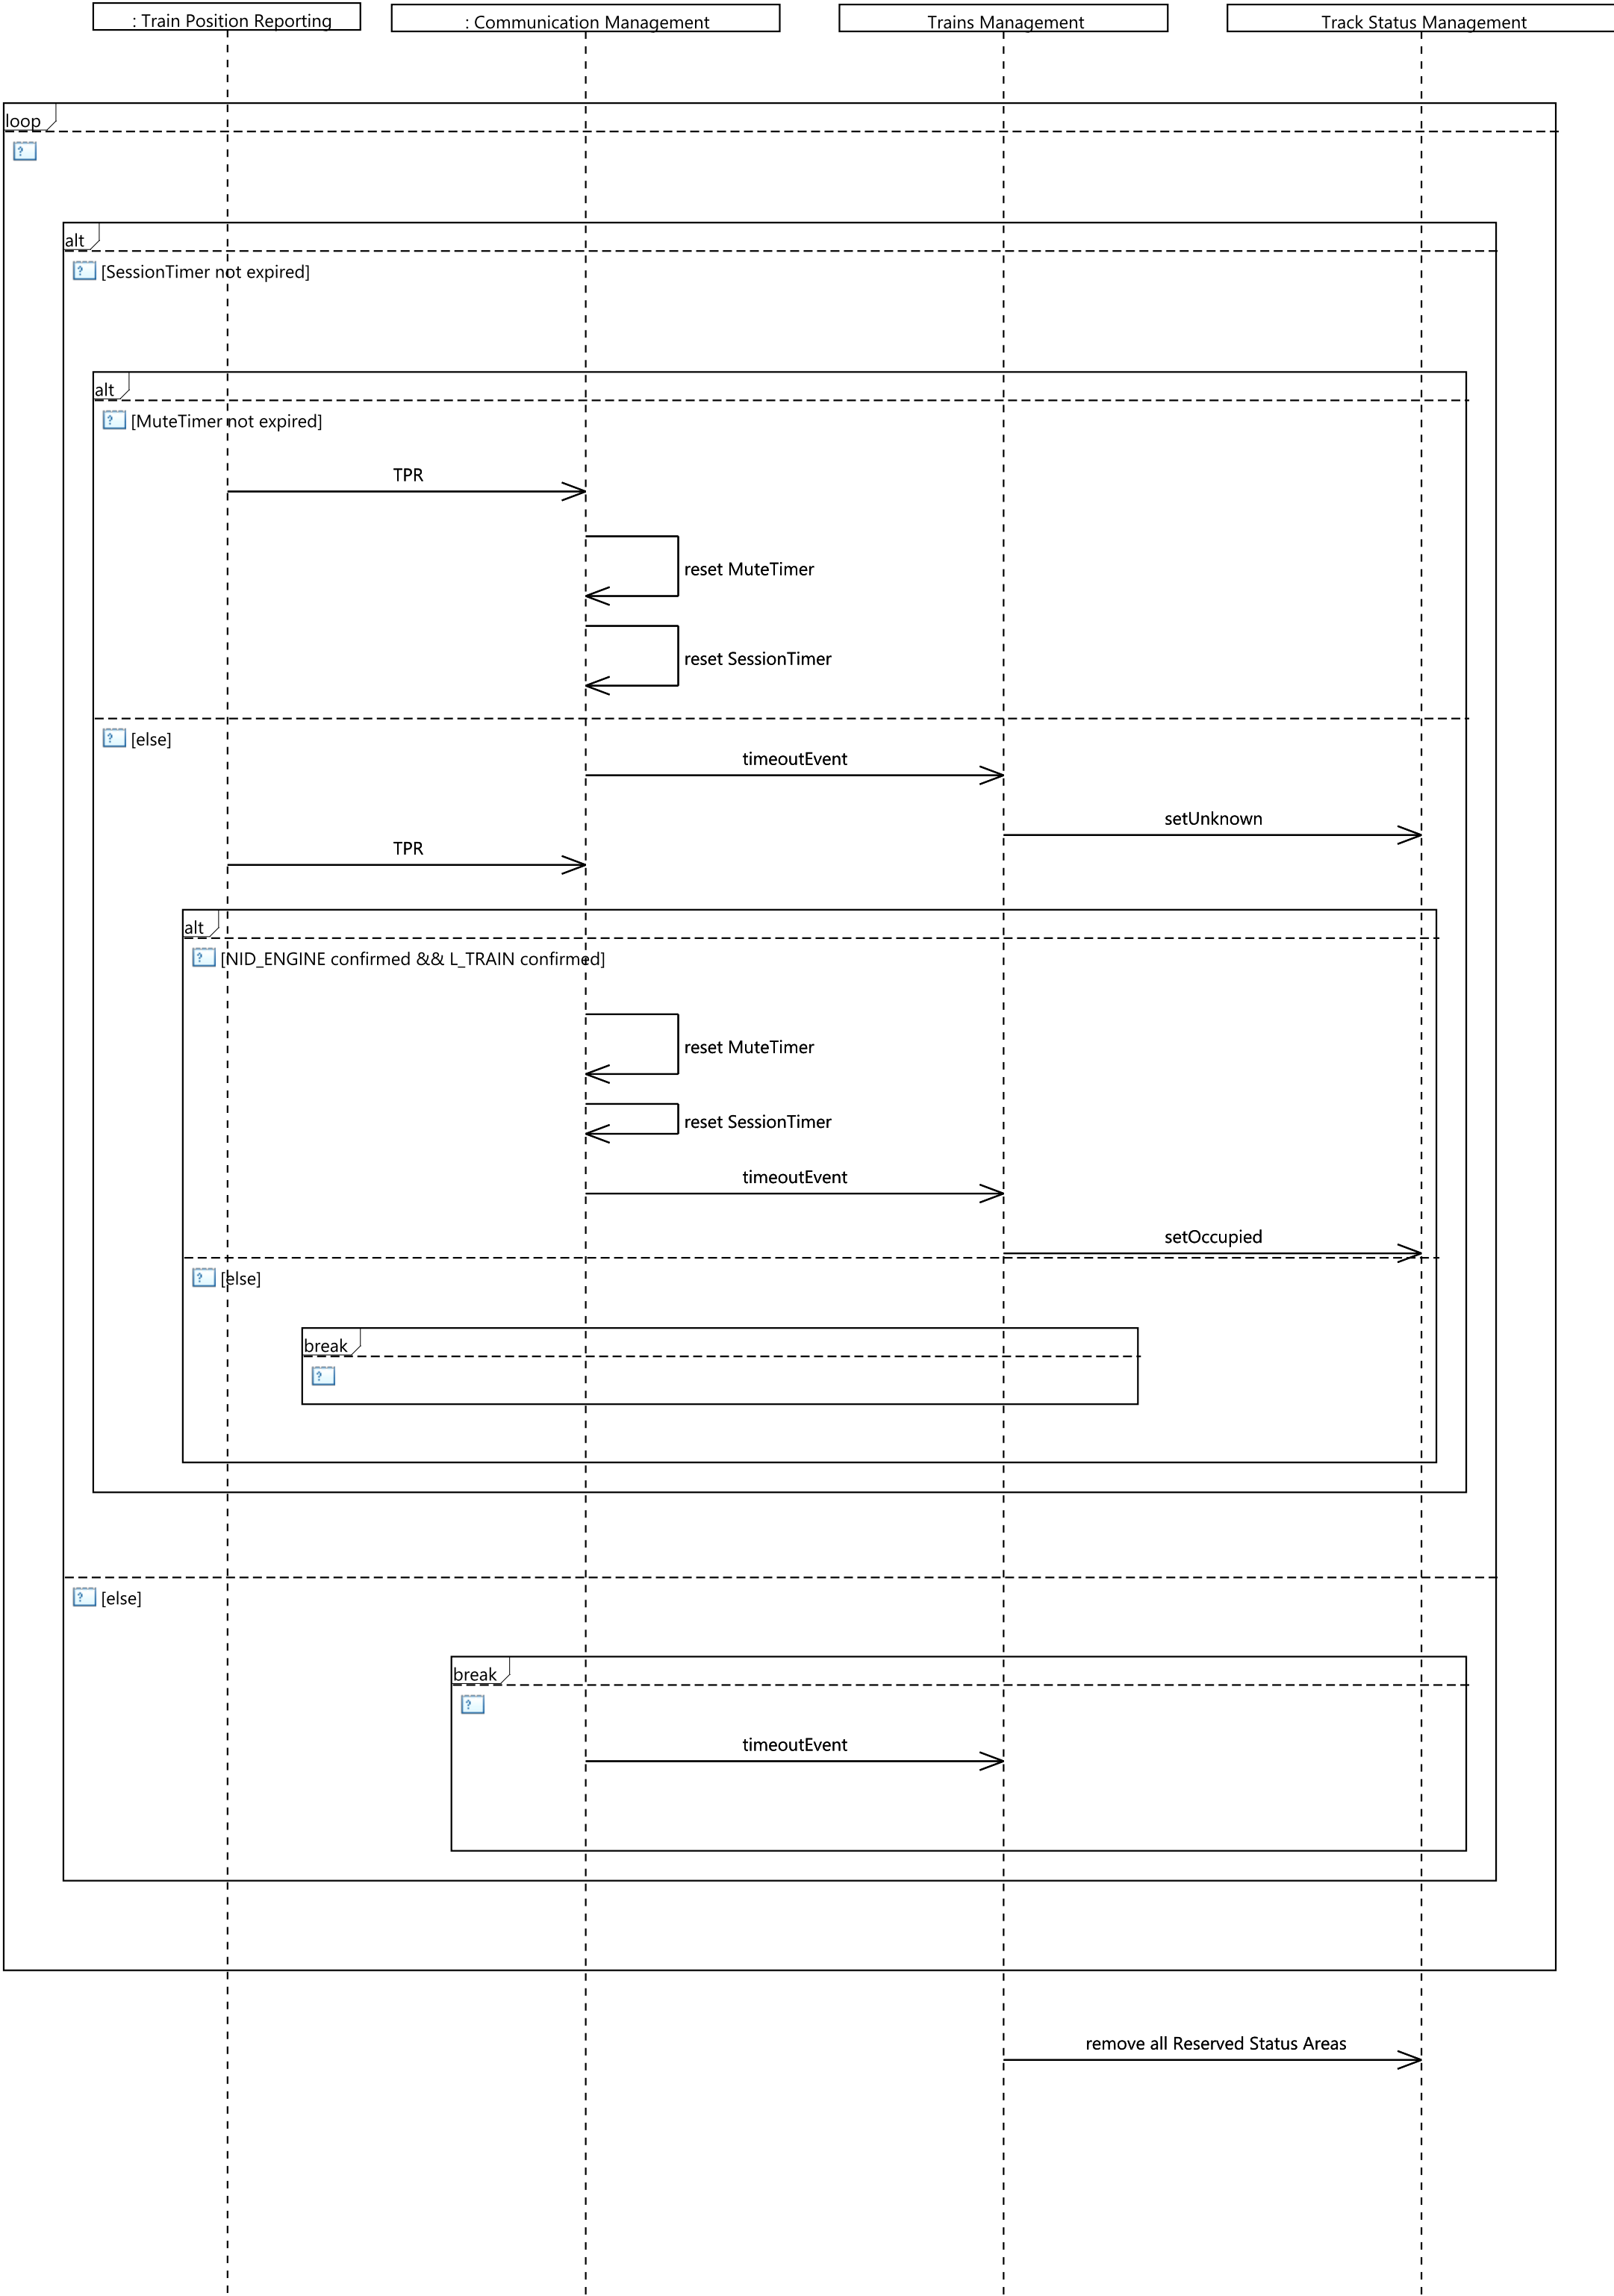 : Train Position Reporting
: Communication Management
Trains Management
Track Status Management
loop
?
alt
? [SessionTimer not expired]
alt
? [MuteTimer not expired]
TPR
reset MuteTimer
reset SessionTimer
? [else]
timeoutEvent
setUnknown
TPR
alt
? [NID_ENGINE confirmed && L_TRAIN confirmed]
reset MuteTimer
reset SessionTimer
timeoutEvent
setOccupied
? [else]
break
?
? [else]
break
?
timeoutEvent
remove all Reserved Status Areas